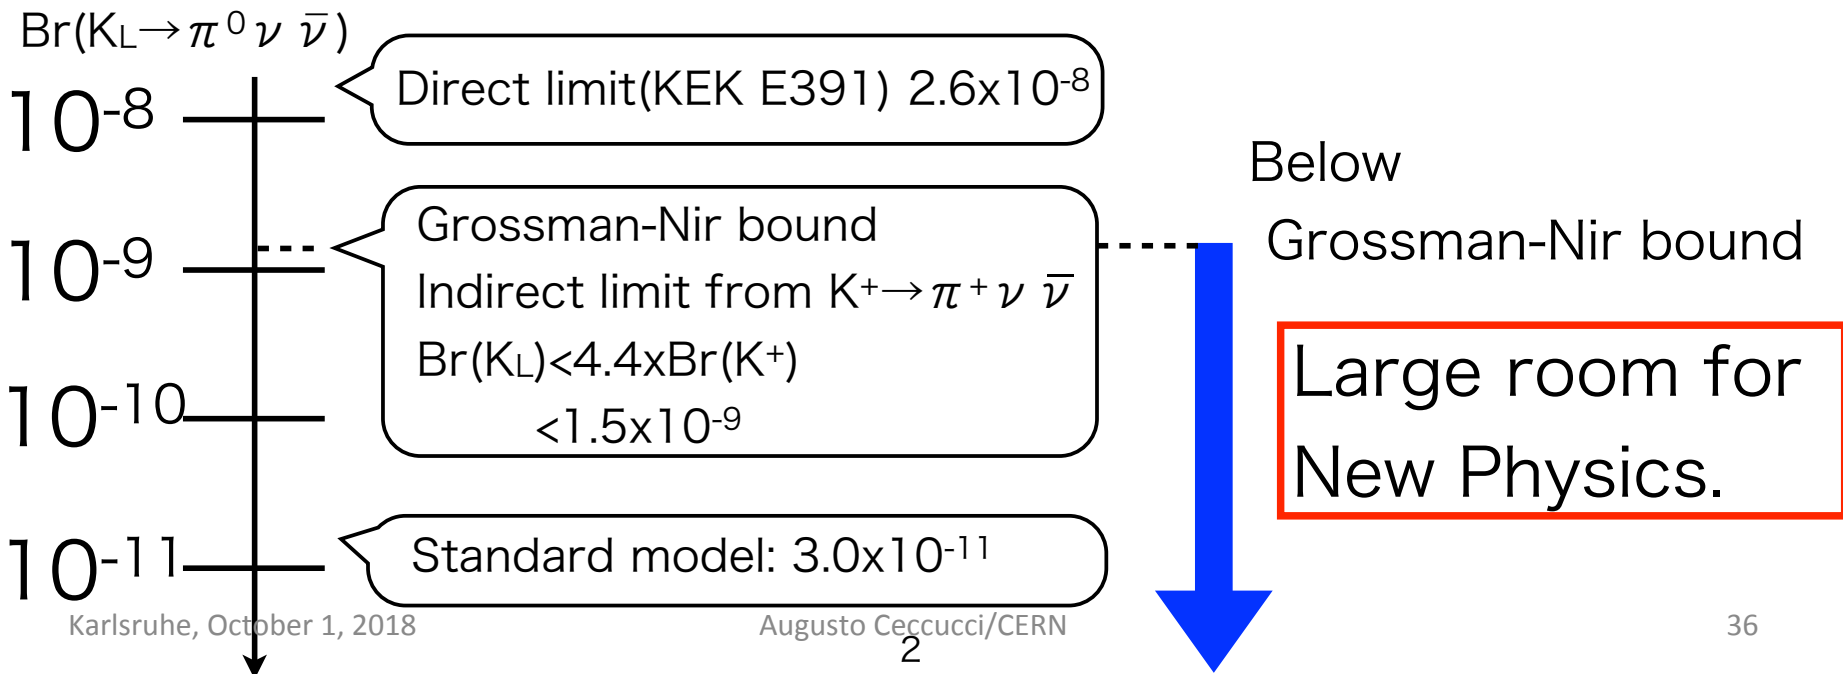 Br(KL→π⁰ν ν̄)
10⁻⁸
Direct limit(KEK E391) 2.6x10⁻⁸
10⁻⁹
Grossman-Nir bound
Indirect limit from K⁺→π⁺ν ν̄
Br(KL)<4.4xBr(K⁺)
<1.5x10⁻⁹
10⁻¹⁰
10⁻¹¹
Standard model: 3.0x10⁻¹¹
Below
Grossman-Nir bound
Large room for
New Physics.
Karlsruhe, October 1, 2018
Augusto Ceccucci/CERN
36
2